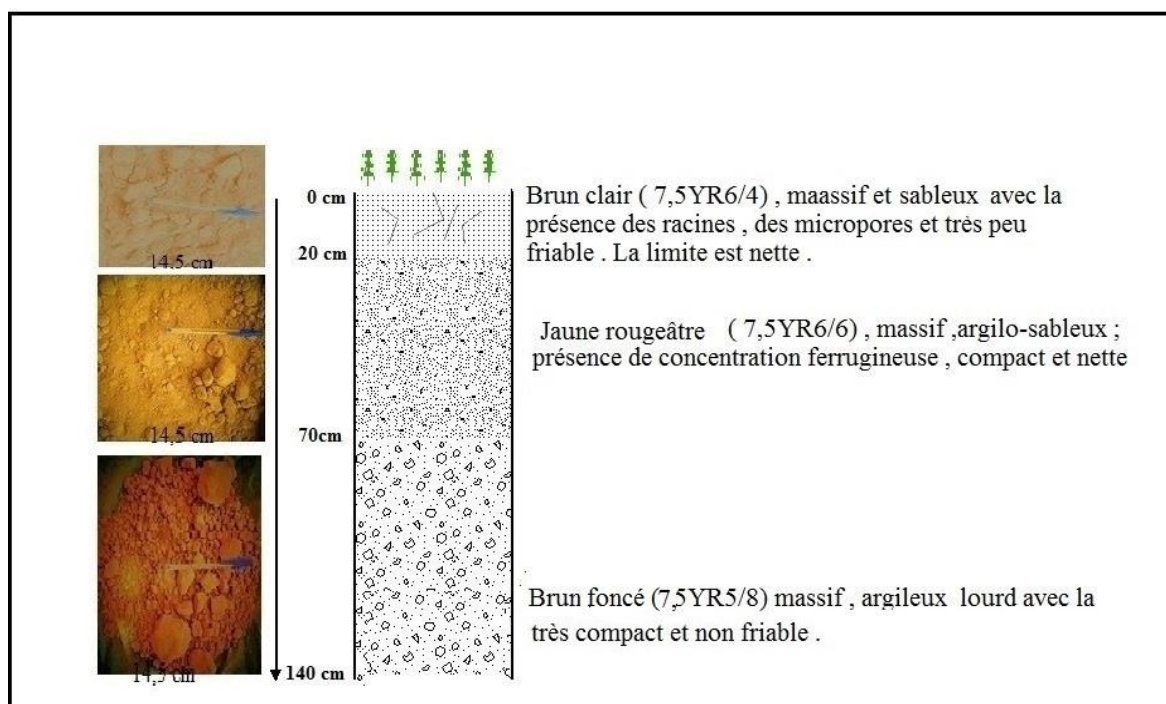 0 cm
Brun clair ( 7,5YR6/4) , maassif et sableux avec la
présence des racines , des micropores et très peu
friable . La limite est nette .
20 cm
14,5 cm
Jaune rougeâtre ( 7,5YR6/6) , massif ,argilo-sableux ;
présence de concentration ferrugineuse , compact et nette
14,5 cm
70cm
Brun foncé (7,5YR5/8) massif , argileux lourd avec la
très compact et non friable .
14,5 cm
140 cm